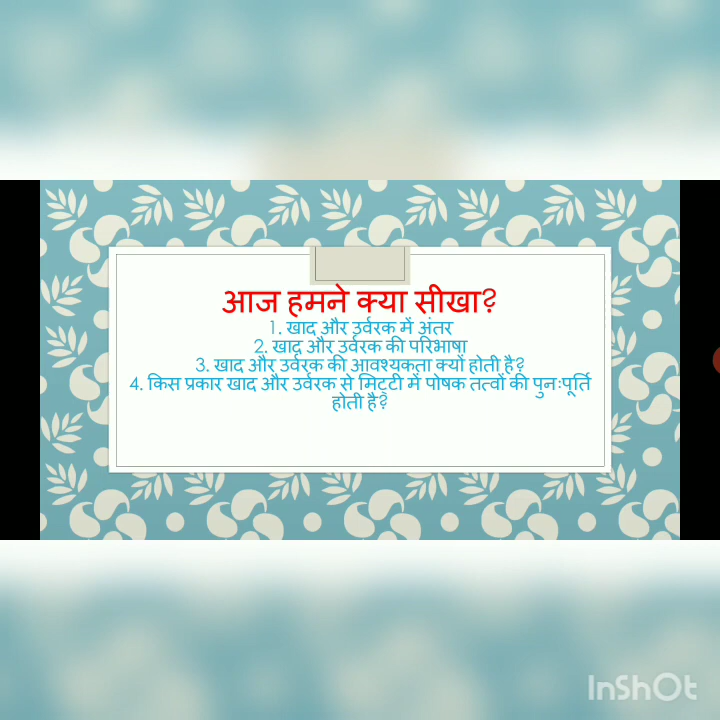 आज हमने क्या सीखा?
1. खाद और उर्वरक में अंतर
2. खाद और उर्वरक की परिभाषा
3. खाद और उर्वरक की आवश्यकता क्यों होती है?
4. किस प्रकार खाद और उर्वरक से मिट्टी में पोषक तत्वों की पुनःपूर्ति
होती है?
InShOt